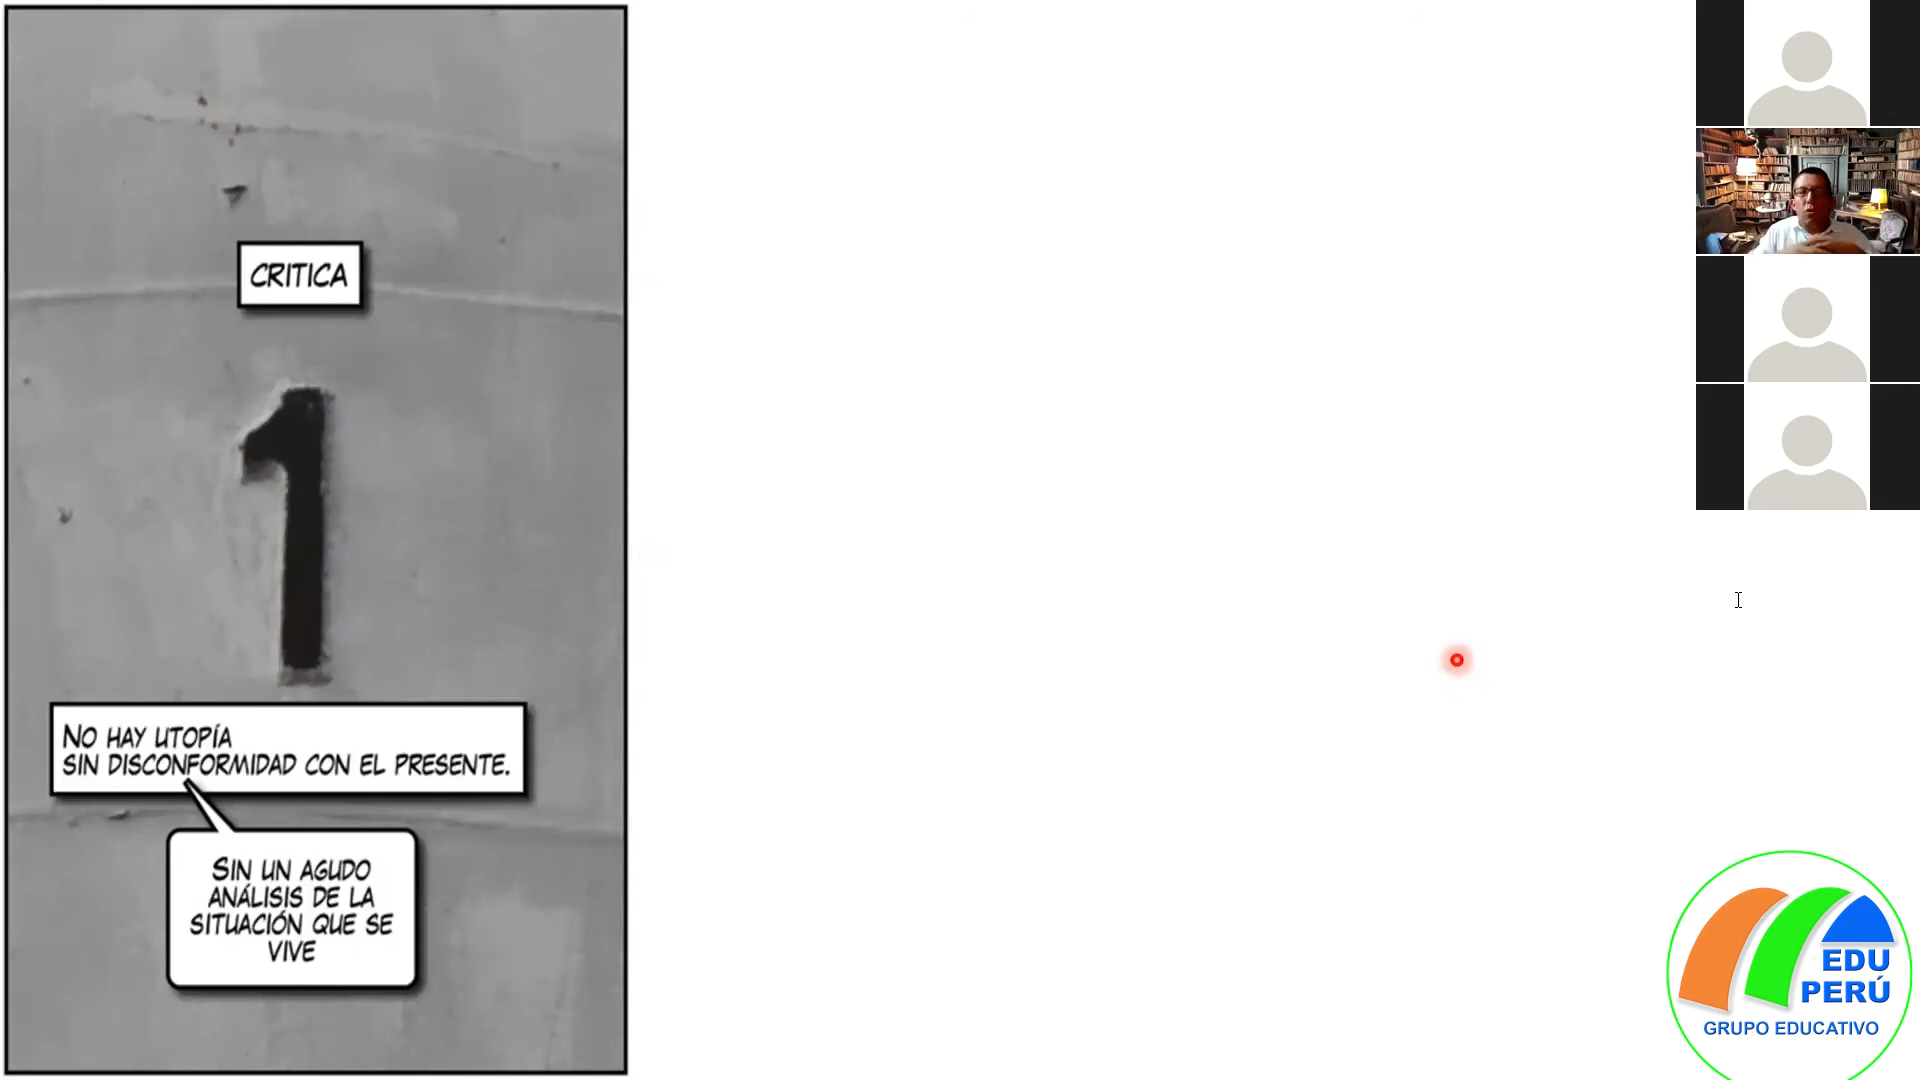 CRITICA
1
No hay utopía
sin disconformidad con el presente.
Sin un agudo
análisis de la
situación que se
vive
EDU
PERÚ
GRUPO EDUCATIVO